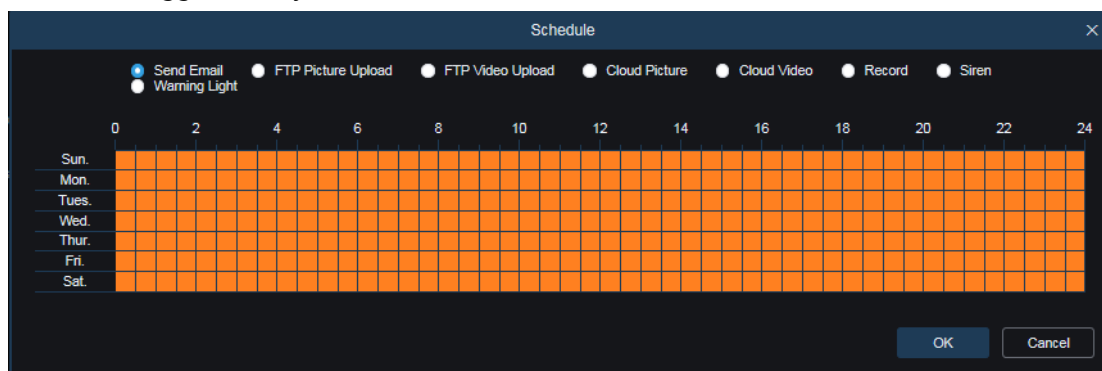 Schedule
Send Email FTP Picture Upload FTP Video Upload Cloud Picture Cloud Video Record Siren
Warning Light
0 2 4 6 8 10 12 14 16 18 20 22 24
Sun.
Mon.
Tues.
Wed.
Thur.
Fri.
Sat.
OK Cancel